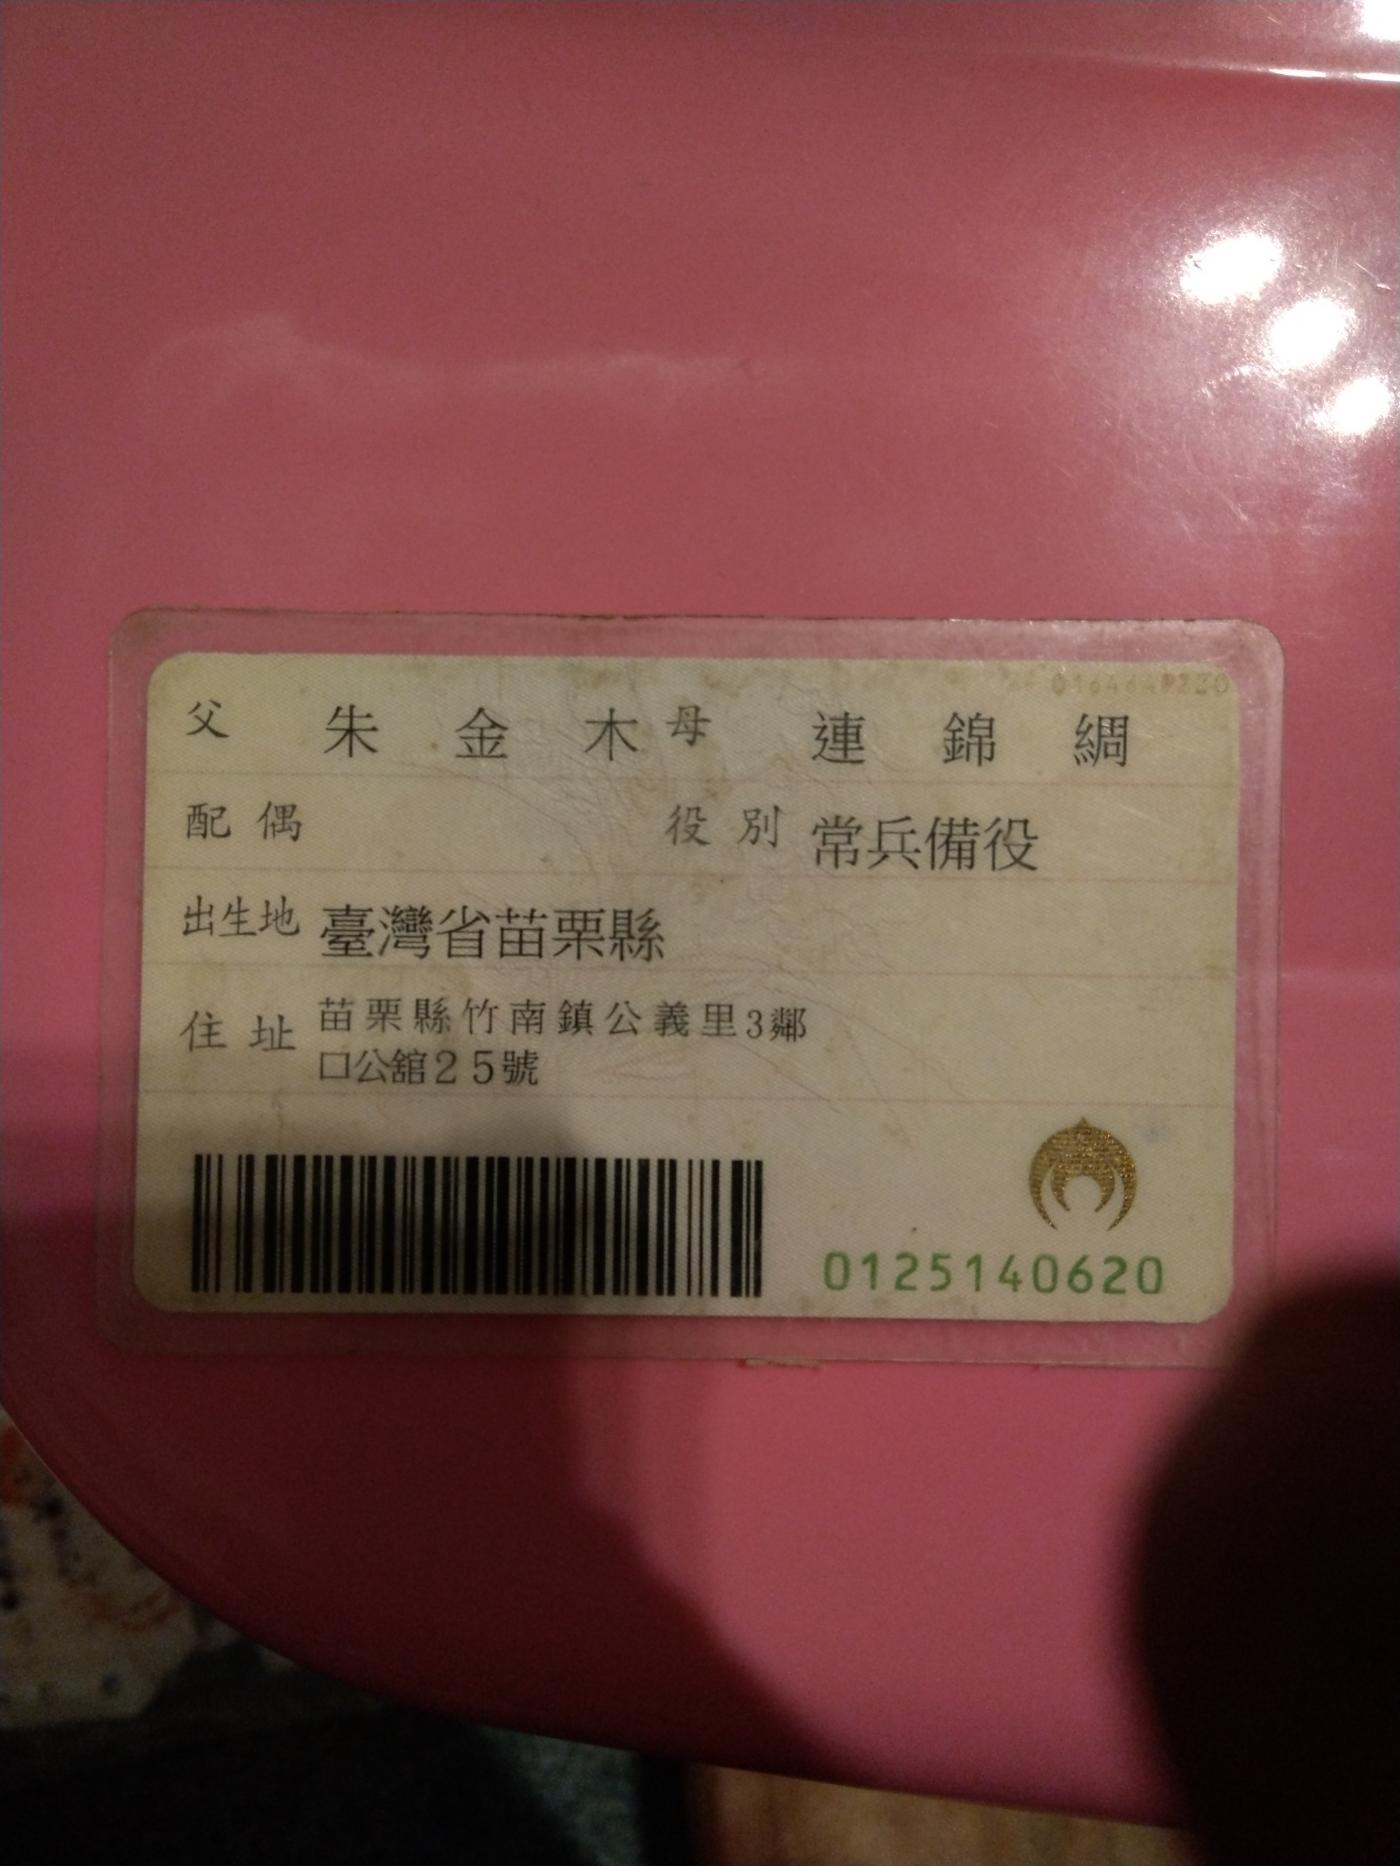 父 朱金木 母 連錦綢
配偶 役別 常兵備役
出生地 臺灣省苗栗縣
住址 苗栗縣竹南鎮公義里3鄰
口公舘25號
0125140620